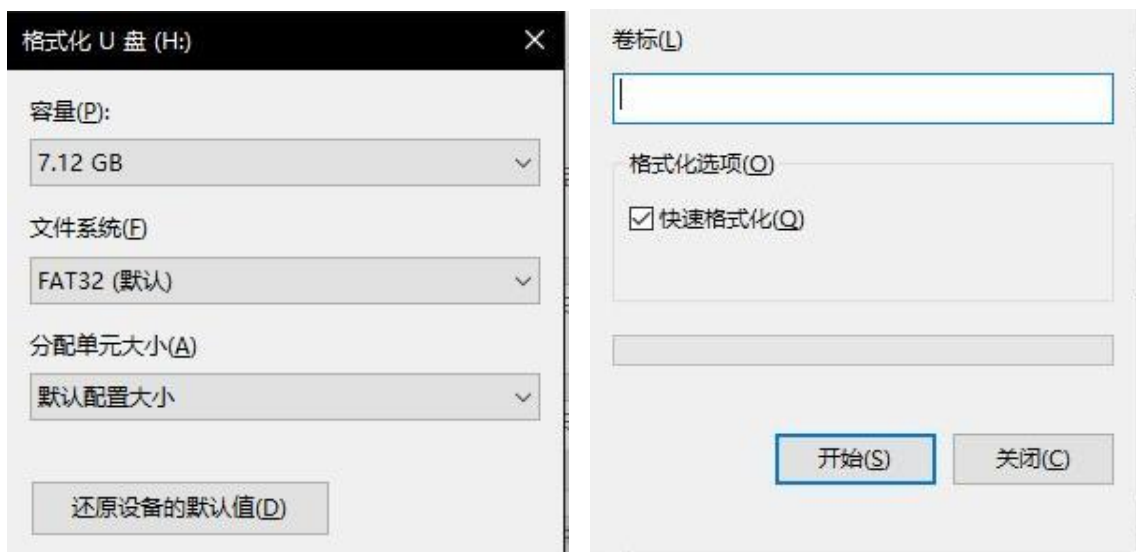 格式化 U 盘 (H:)
容量(P):
7.12 GB
文件系统(F)
FAT32 (默认)
分配单元大小(A)
默认配置大小
还原设备的默认值(D)
卷标(L)
格式化选项(O)
快速格式化(Q)
开始(S)
关闭(C)